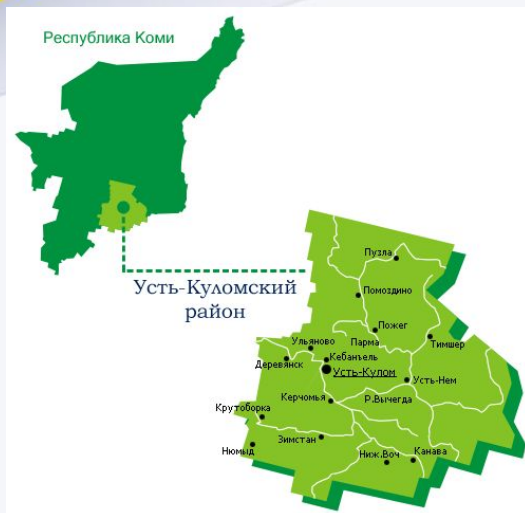 Республика Коми
Усть-Куломский
район
Пузла
Помоздино
Пожег
Парма
Тимшер
Ульяново
Кебанъель
Деревянск
Усть-Кулом
Усть-Нем
Керчомья
Р.Вычегда
Крутоборка
Зимстан
Нюмыд
Ниж.Воч
Канава